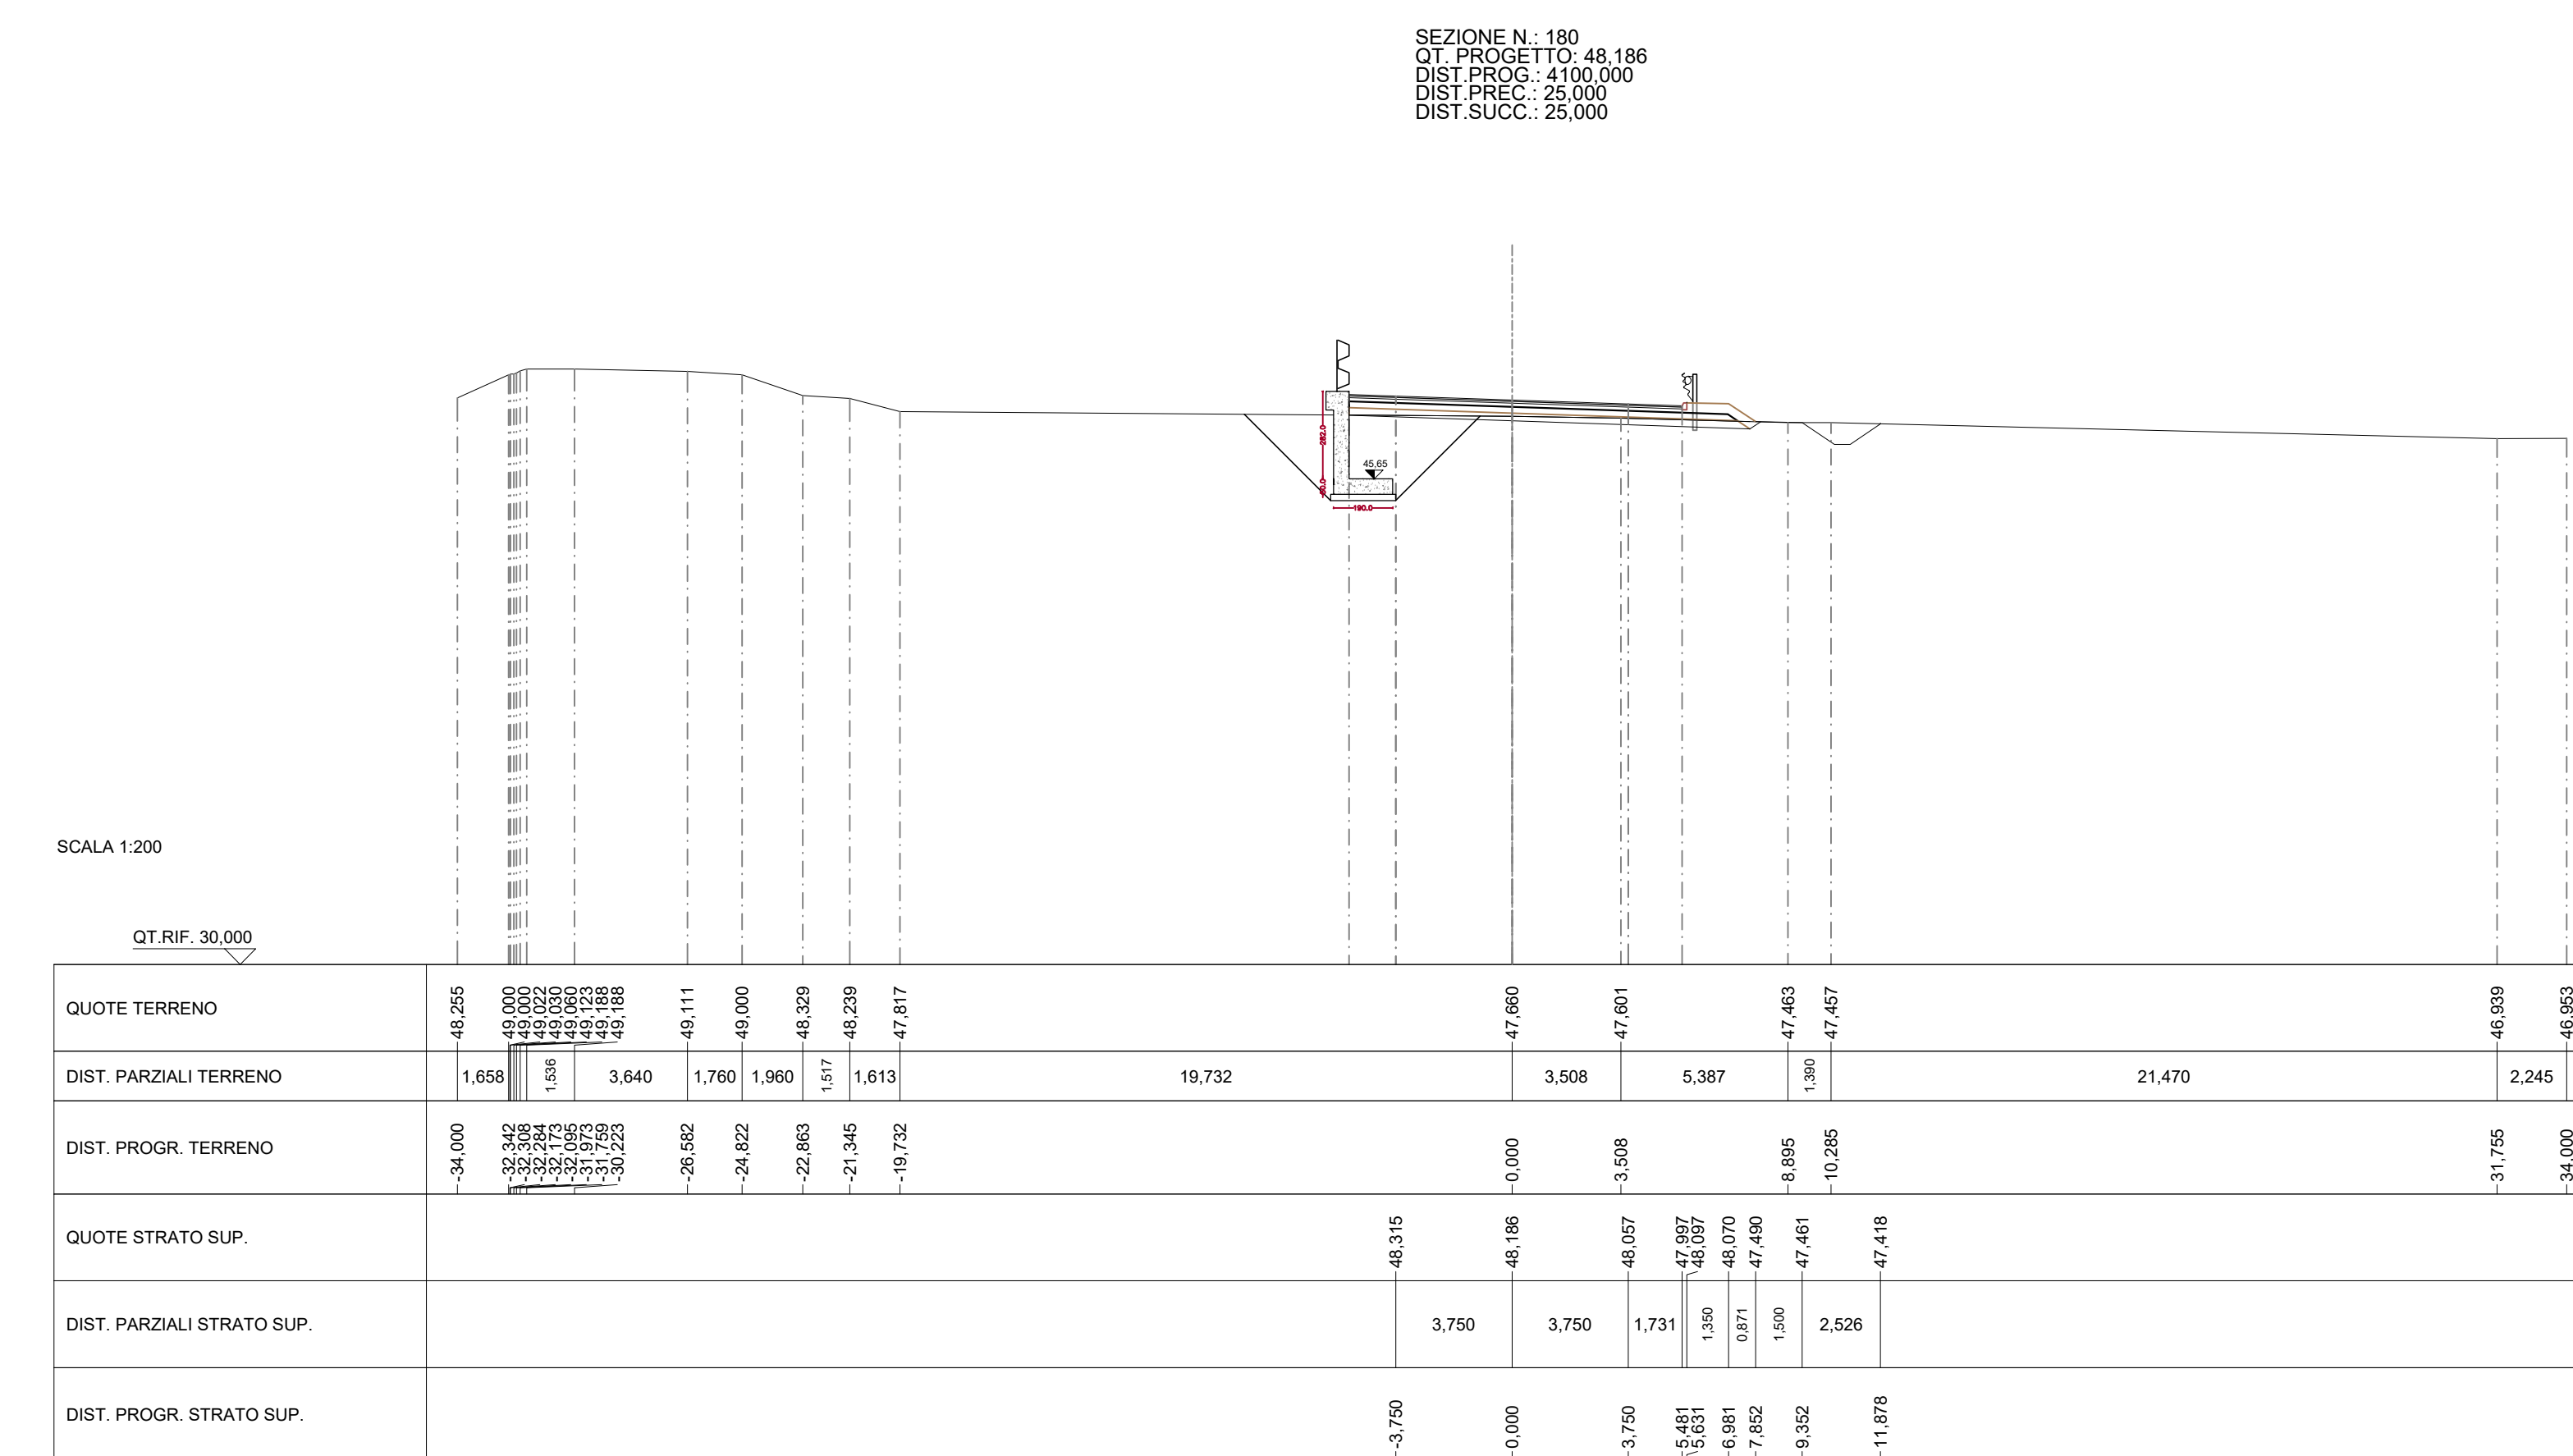 SEZIONE N.: 180
QT. PROGETTO: 48,186
DIST.PROG.: 4100,000
DIST.PREC.: 25,000
DIST.SUCC.: 25,000
282.0
45,65
50.0
190.0
SCALA 1:200
QT.RIF. 30,000
QUOTE TERRENO
48,255 49,000 49,000 49,022 49,030 49,060 49,123 49,188 49,188 49,111 49,000 48,329 48,239 47,817 47,660 47,601 47,463 47,457 46,939 46,953
DIST. PARZIALI TERRENO
1,658 1,536 3,640 1,760 1,960 1,517 1,613 19,732 3,508 5,387 1,390 21,470 2,245
DIST. PROGR. TERRENO
-34,000 -32,342 -32,308 -32,284 -32,173 -32,095 -31,973 -31,759 -30,223 -26,582 -24,822 -22,863 -21,345 -19,732 0,000 3,508 8,895 10,285 31,755 34,000
QUOTE STRATO SUP.
48,315 48,186 48,057 47,997 48,097 48,070 47,490 47,461 47,418
DIST. PARZIALI STRATO SUP.
3,750 3,750 1,731 1,350 0,871 1,500 2,526
DIST. PROGR. STRATO SUP.
-3,750 0,000 3,750 5,481 5,631 6,981 7,852 9,352 11,878